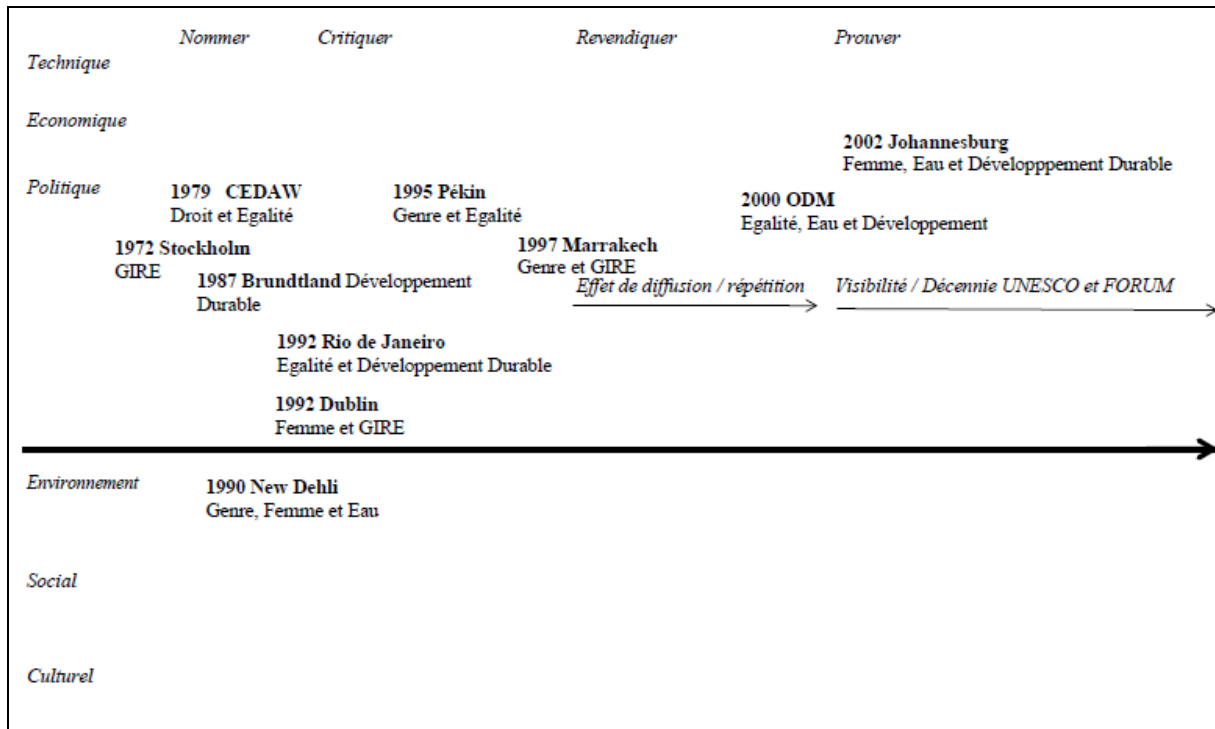 Nommer Critiquer Revendiquer Prouver
Technique
Economique
2002 Johannesburg
Femme, Eau et Développpement Durable
Politique
1979 CEDAW
Droit et Egalité
1995 Pékin
Genre et Egalité
2000 ODM
Egalité, Eau et Développement
1972 Stockholm
GIRE
1997 Marrakech
Genre et GIRE
1987 Brundtland Développement
Durable
Effet de diffusion / répétition
Visibilité / Décennie UNESCO et FORUM
1992 Rio de Janeiro
Egalité et Développement Durable
1992 Dublin
Femme et GIRE
Environnement
1990 New Dehli
Genre, Femme et Eau
Social
Culturel